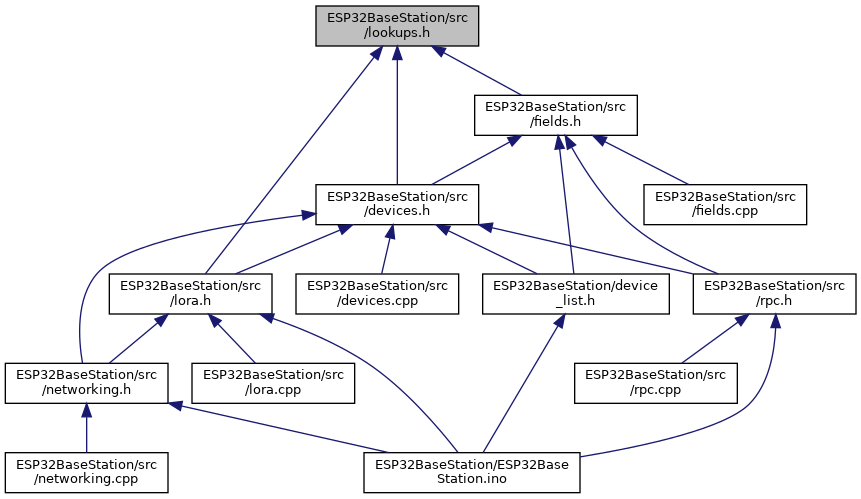 ESP32BaseStation/src
/lookups.h
ESP32BaseStation/src
/fields.h
ESP32BaseStation/src
/devices.h
ESP32BaseStation/src
/fields.cpp
ESP32BaseStation/src
/lora.h
ESP32BaseStation/src
/devices.cpp
ESP32BaseStation/device
_list.h
ESP32BaseStation/src
/rpc.h
ESP32BaseStation/src
/networking.h
ESP32BaseStation/src
/lora.cpp
ESP32BaseStation/src
/rpc.cpp
ESP32BaseStation/src
/networking.cpp
ESP32BaseStation/ESP32Base
Station.ino